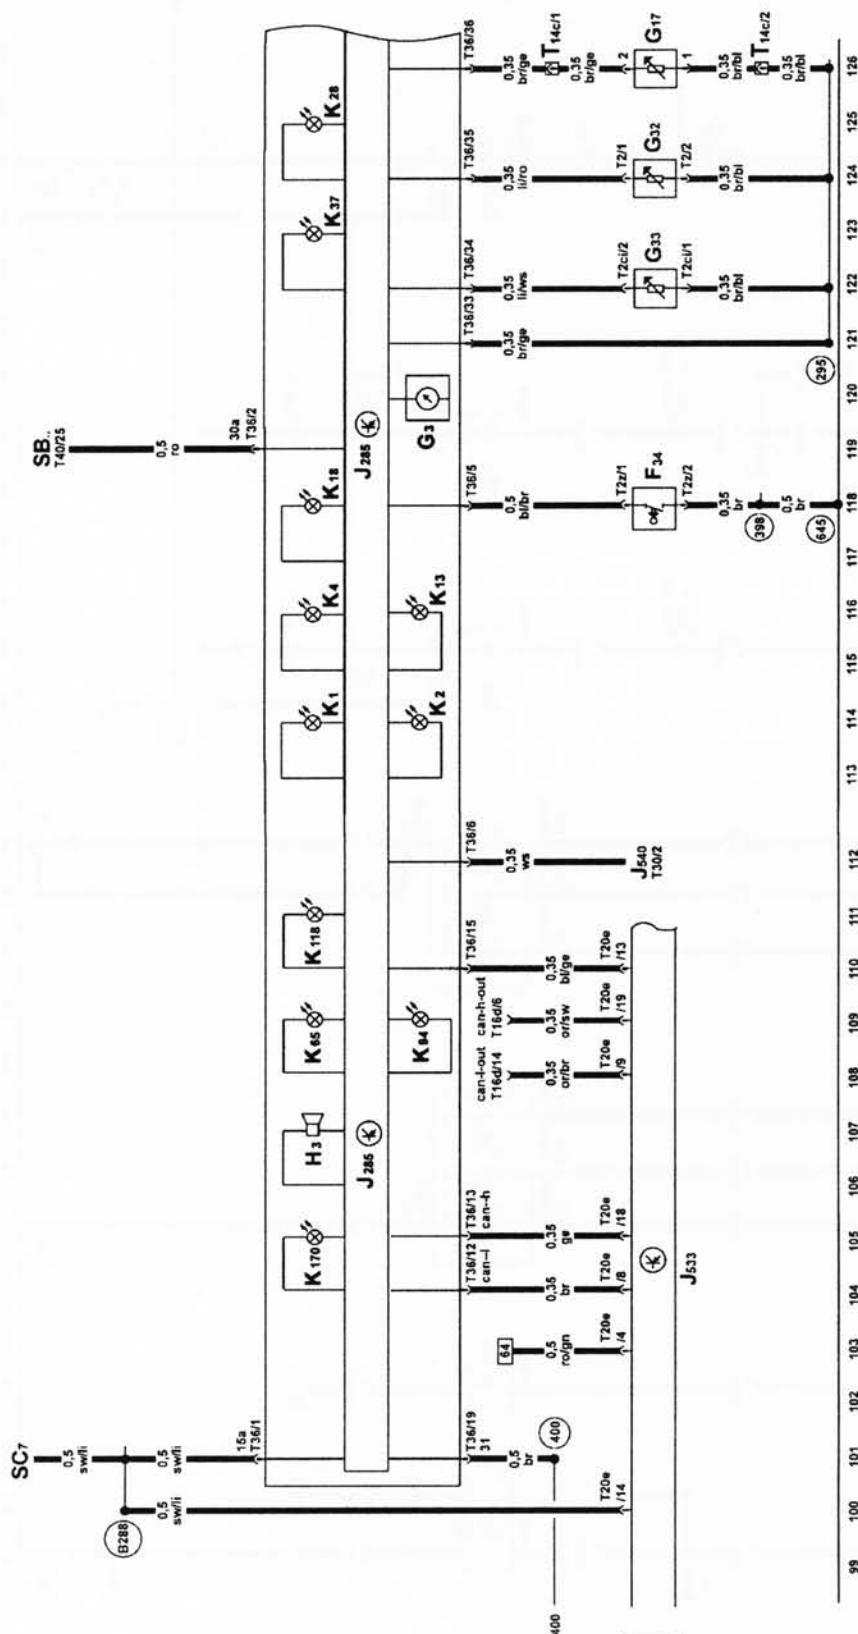 SC7
0,5
sw/li
B288
0,5
sw/li
0,5
sw/li
15a
T36/1
T36/19
31
0,5
br
400
400
T20e
/14
64
0,5
ro/gn
T20e
/4
K170
T36/12
can-l
0,35
br
T20e
/8
T36/13
can-h
0,35
ge
T20e
/18
H3
J285
J533
K65
K84
can-l-out
T16d/14
0,35
or/br
T20e
/9
can-h-out
T16d/6
0,35
or/sw
T20e
/19
K118
T36/15
0,35
bl/ge
T20e
/13
T36/6
0,35
ws
J540
T30/2
K1
K2
K4
K13
K18
T36/5
0,5
bl/br
T2z/1
F34
T2z/2
0,35
br
398
0,5
br
645
SB..
T40/25
0,5
ro
30a
T36/2
J285
G3
T36/33
0,35
br/ge
295
K37
T36/34
0,35
li/ws
T2ci/2
G33
T2ci/1
0,35
br/bl
K28
T36/35
0,35
li/ro
T2/1
G32
T2/2
0,35
br/bl
T36/36
0,35
br/ge
T14c/1
0,35
br/ge
2
G17
1
0,35
br/bl
T14c/2
0,35
br/bl
99 100 101 102 103 104 105 106 107 108 109 110 111 112 113 114 115 116 117 118 119 120 121 122 123 124 125 126